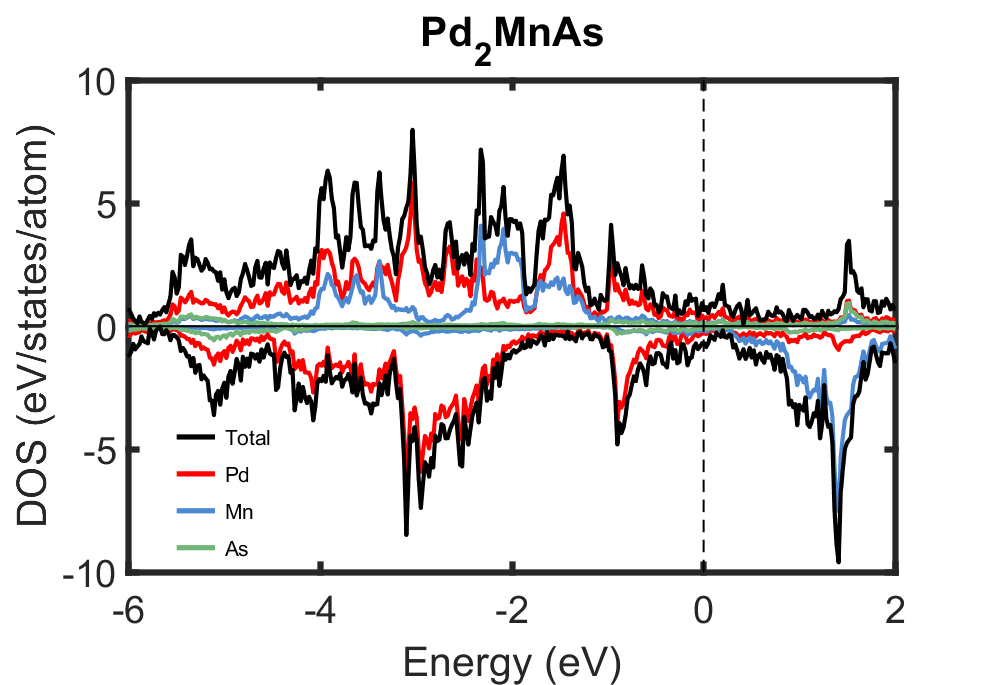 Pd₂MnAs
DOS (eV/states/atom)
10
5
0
-5
-10
Total
Pd
Mn
As
-6 -4 -2 0 2
Energy (eV)